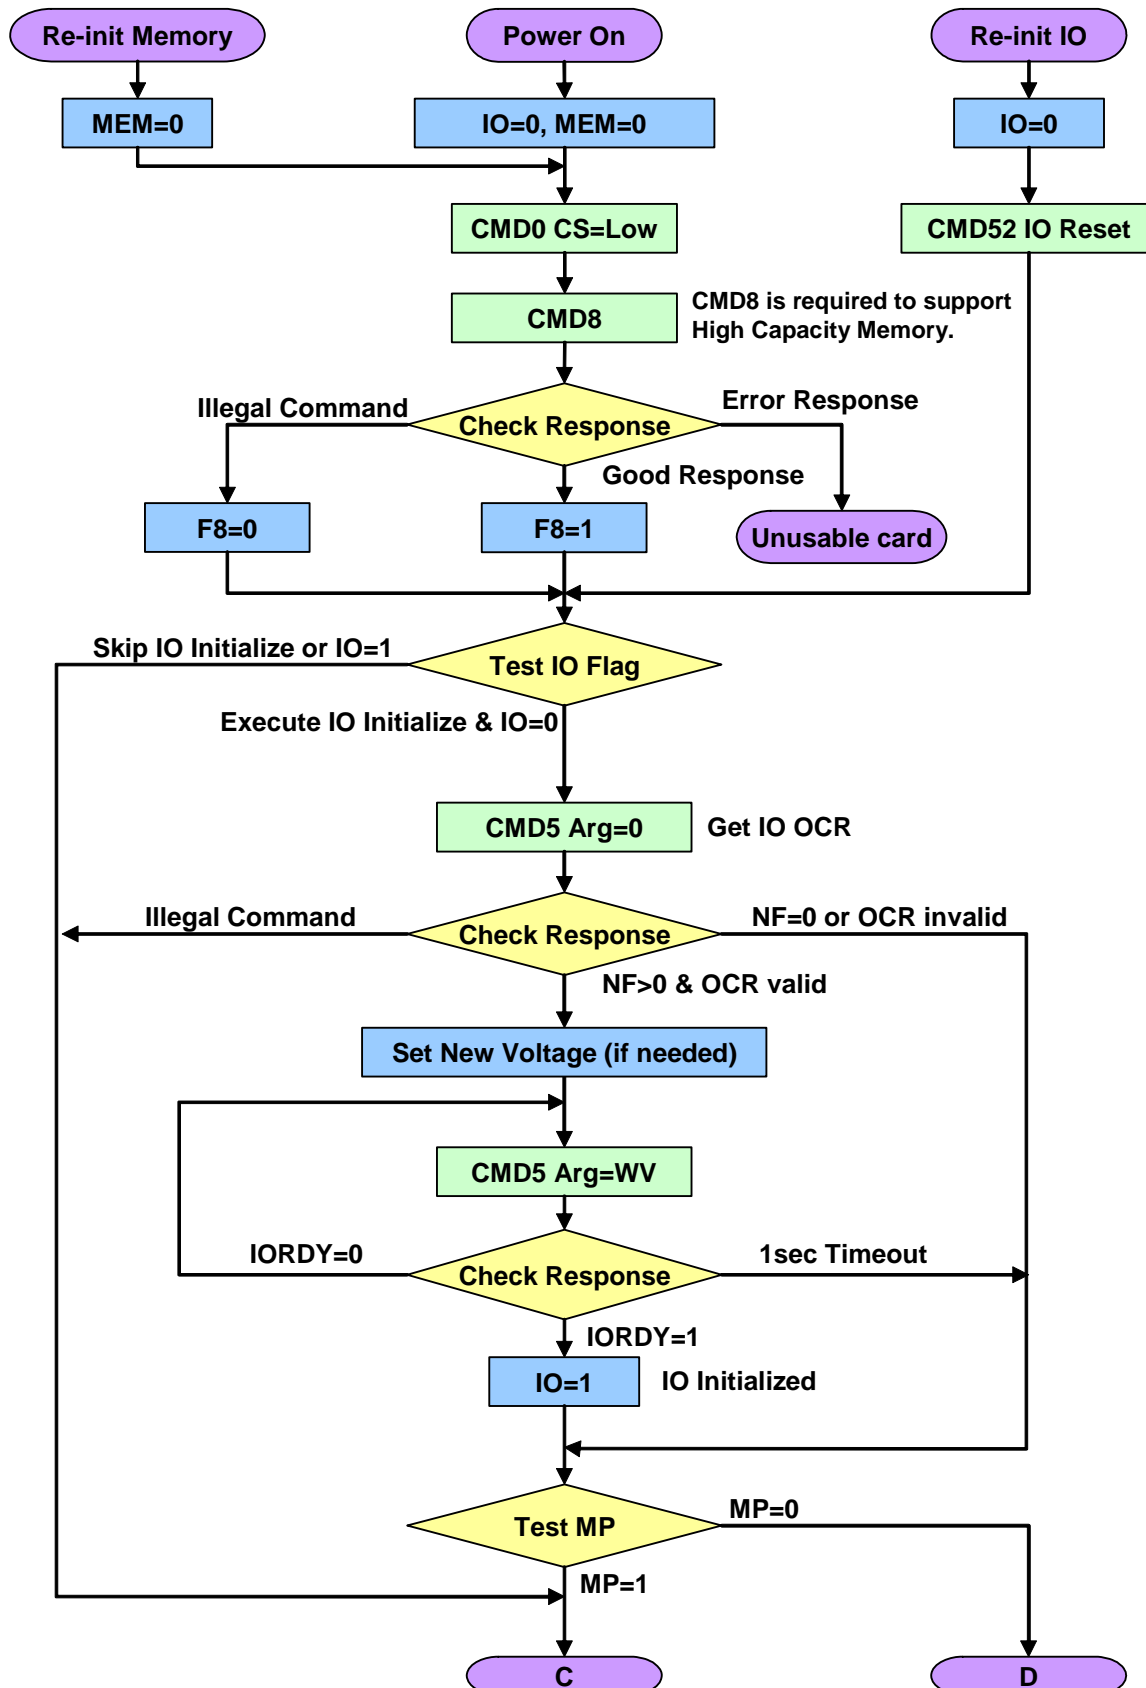 Re-init Memory
Power On
Re-init IO
MEM=0
IO=0, MEM=0
IO=0
CMD0 CS=Low
CMD52 IO Reset
CMD8
CMD8 is required to support
High Capacity Memory.
Illegal Command
Check Response
Error Response
Good Response
F8=0
F8=1
Unusable card
Skip IO Initialize or IO=1
Test IO Flag
Execute IO Initialize & IO=0
CMD5 Arg=0
Get IO OCR
Illegal Command
Check Response
NF=0 or OCR invalid
NF>0 & OCR valid
Set New Voltage (if needed)
CMD5 Arg=WV
IORDY=0
Check Response
1sec Timeout
IORDY=1
IO=1
IO Initialized
Test MP
MP=0
MP=1
C
D